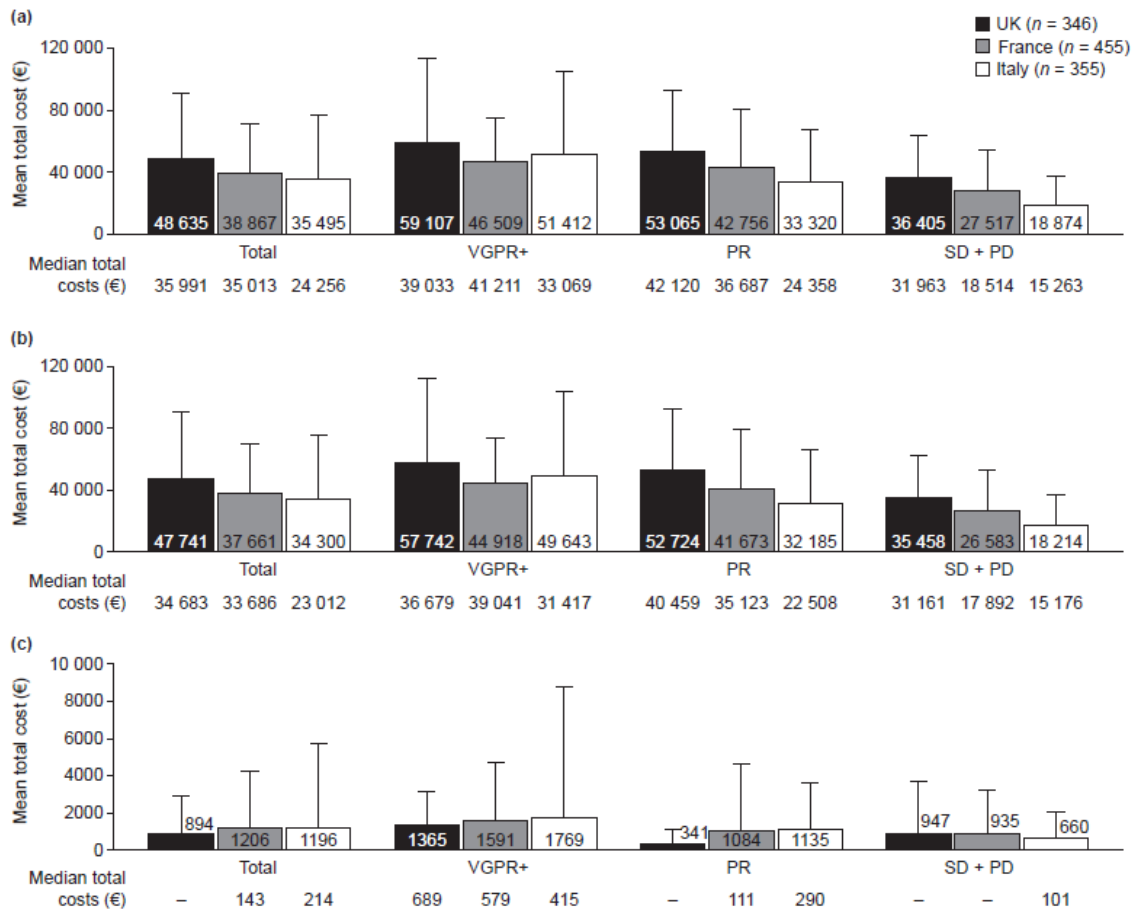 (a)
UK (n = 346)
France (n = 455)
Italy (n = 355)
Mean total cost (€)
120 000
80 000
40 000
0
48 635 38 867 35 495 59 107 46 509 51 412 53 065 42 756 33 320 36 405 27 517 18 874
Total VGPR+ PR SD + PD
Median total
costs (€) 35 991 35 013 24 256 39 033 41 211 33 069 42 120 36 687 24 358 31 963 18 514 15 263
(b)
Mean total cost (€)
120 000
80 000
40 000
0
47 741 37 661 34 300 57 742 44 918 49 643 52 724 41 673 32 185 35 458 26 583 18 214
Total VGPR+ PR SD + PD
Median total
costs (€) 34 683 33 686 23 012 36 679 39 041 31 417 40 459 35 123 22 508 31 161 17 892 15 176
(c)
Mean total cost (€)
10 000
8000
6000
4000
2000
0
894 1206 1196 1365 1591 1769 341 1084 1135 947 935 660
Total VGPR+ PR SD + PD
Median total
costs (€) – 143 214 689 579 415 – 111 290 – – 101